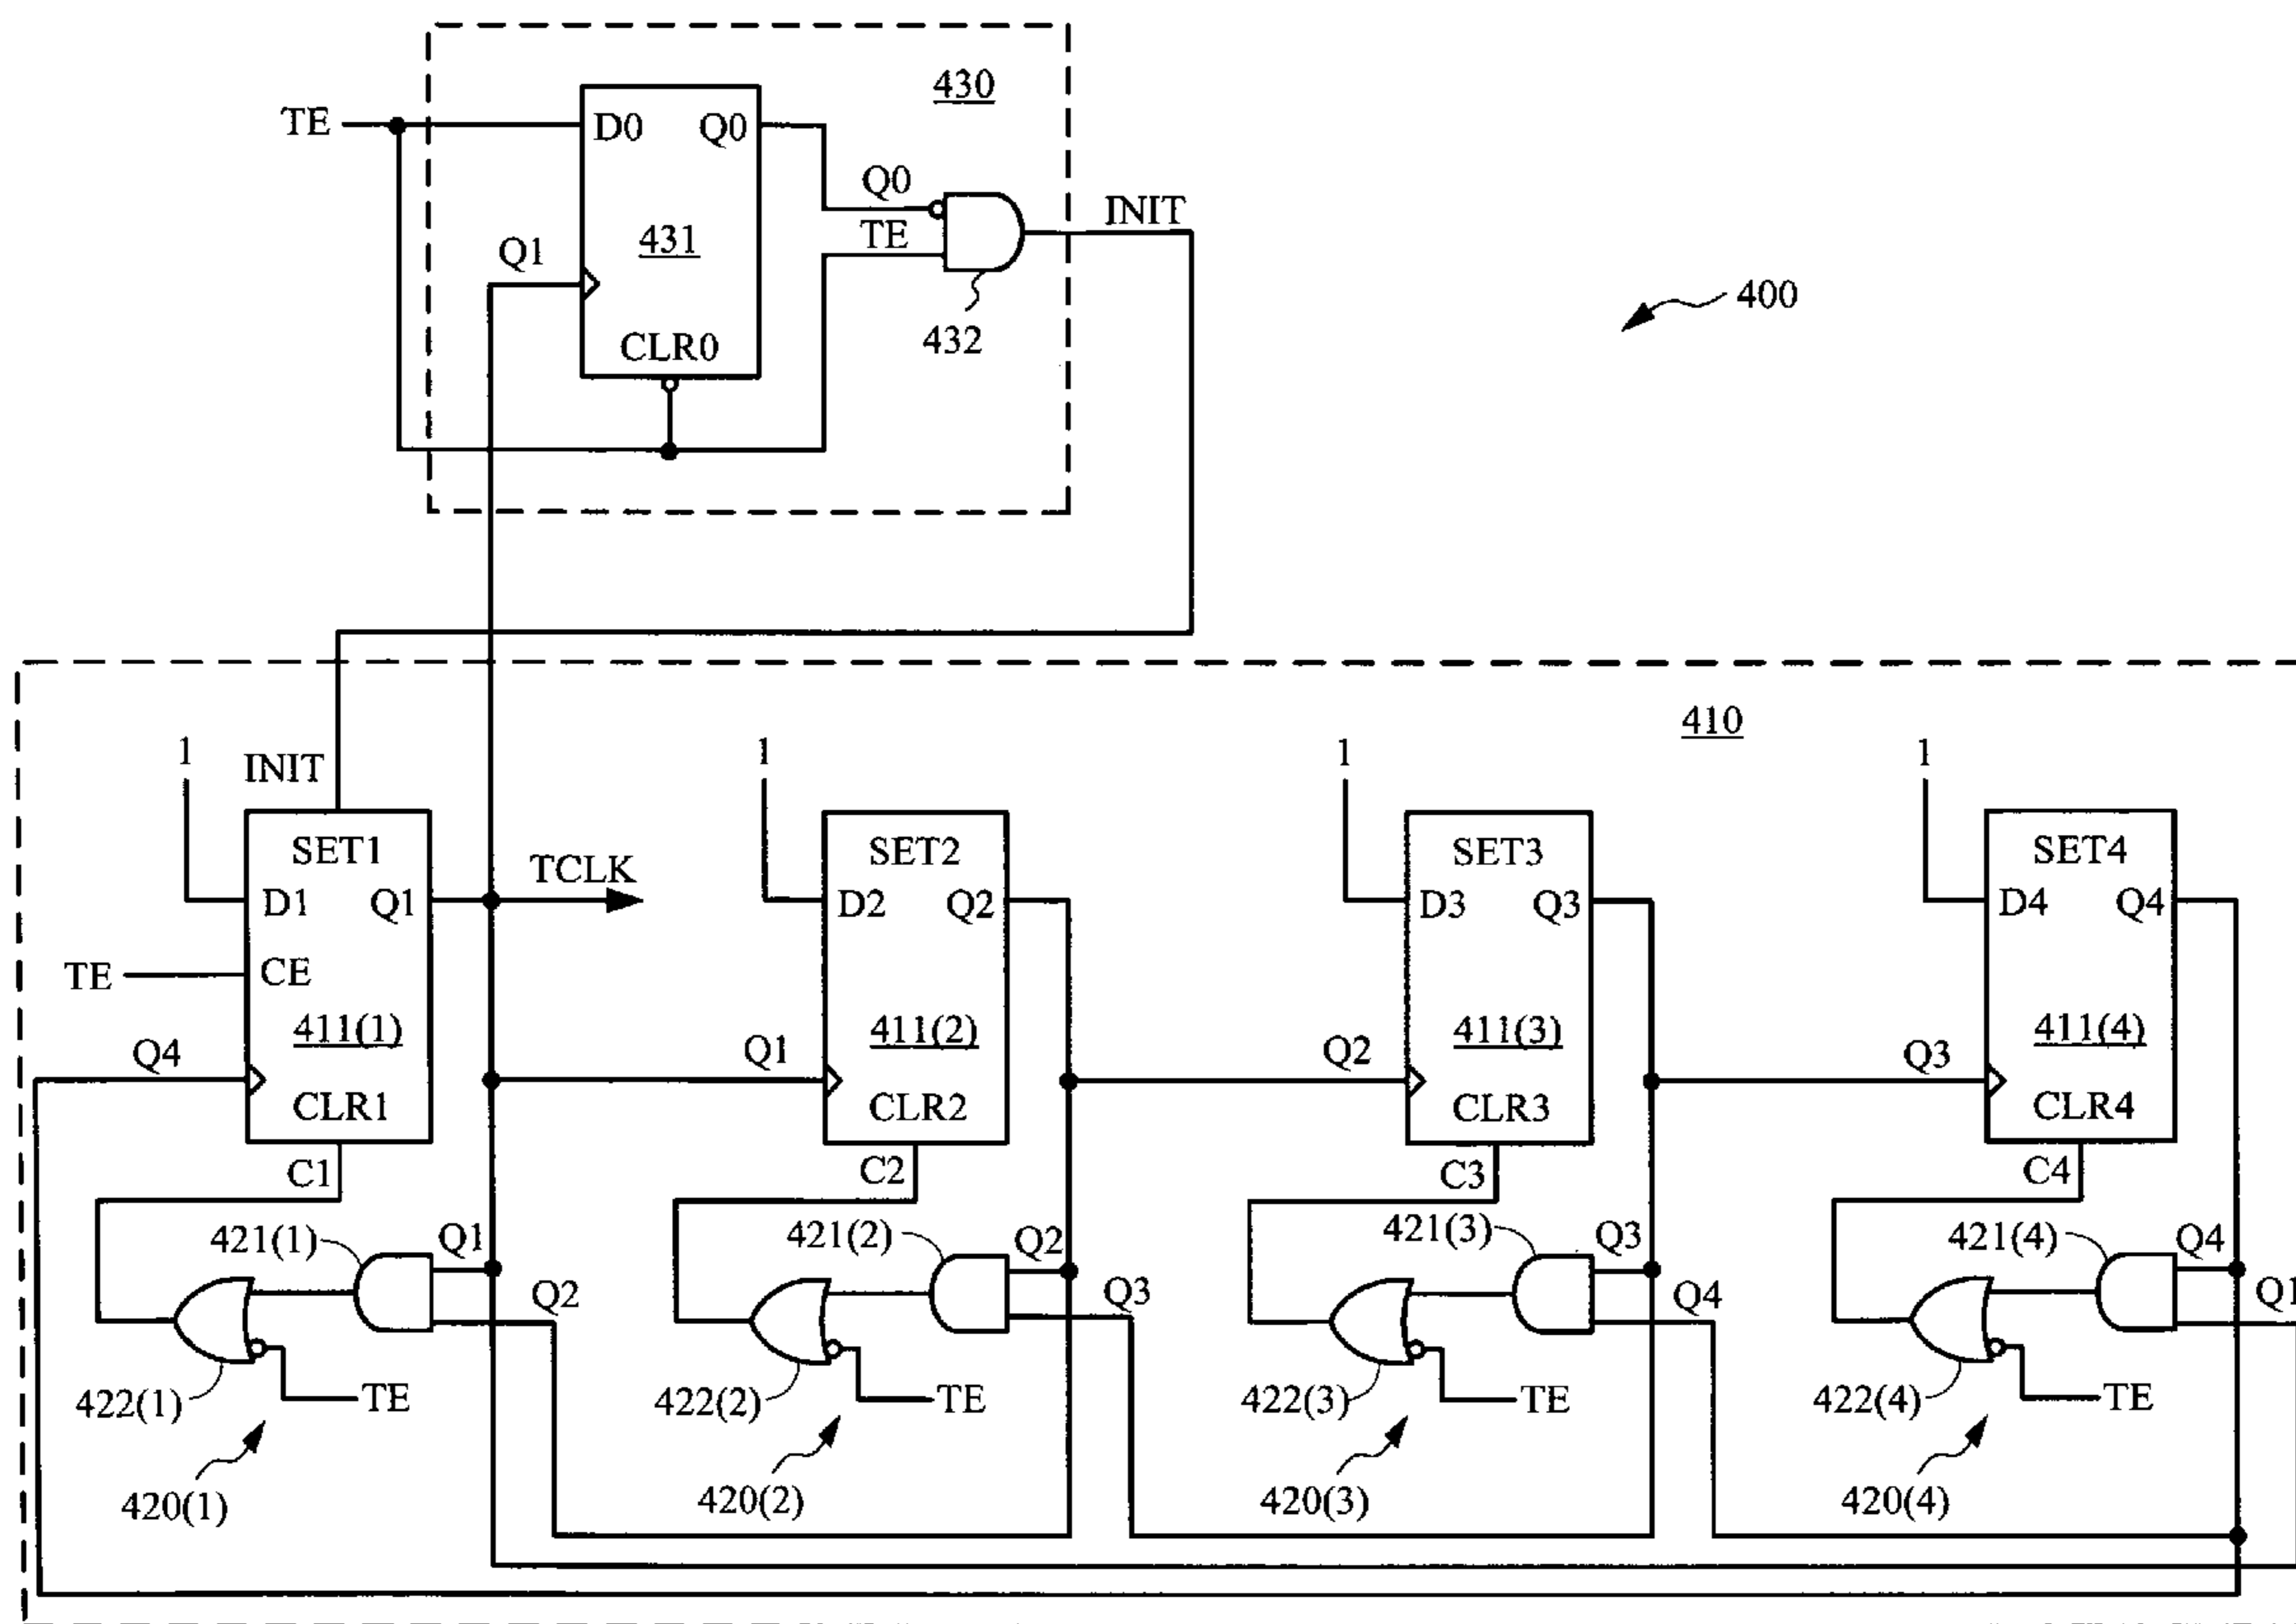 430
TE
D0 Q0
Q0
INIT
TE
431
Q1
400
432
CLR0
410
1
INIT
1
1
1
SET1
SET2
SET3
SET4
TCLK
D1 Q1
D2 Q2
D3 Q3
D4 Q4
TE
CE
411(1)
411(2)
411(3)
411(4)
Q4
Q1
Q2
Q3
CLR1
CLR2
CLR3
CLR4
C1
C2
C3
C4
421(1)
Q1
421(2)
Q2
421(3)
Q3
421(4)
Q4
Q2
Q3
Q4
Q1
422(1)
TE
422(2)
TE
422(3)
TE
422(4)
TE
420(1)
420(2)
420(3)
420(4)